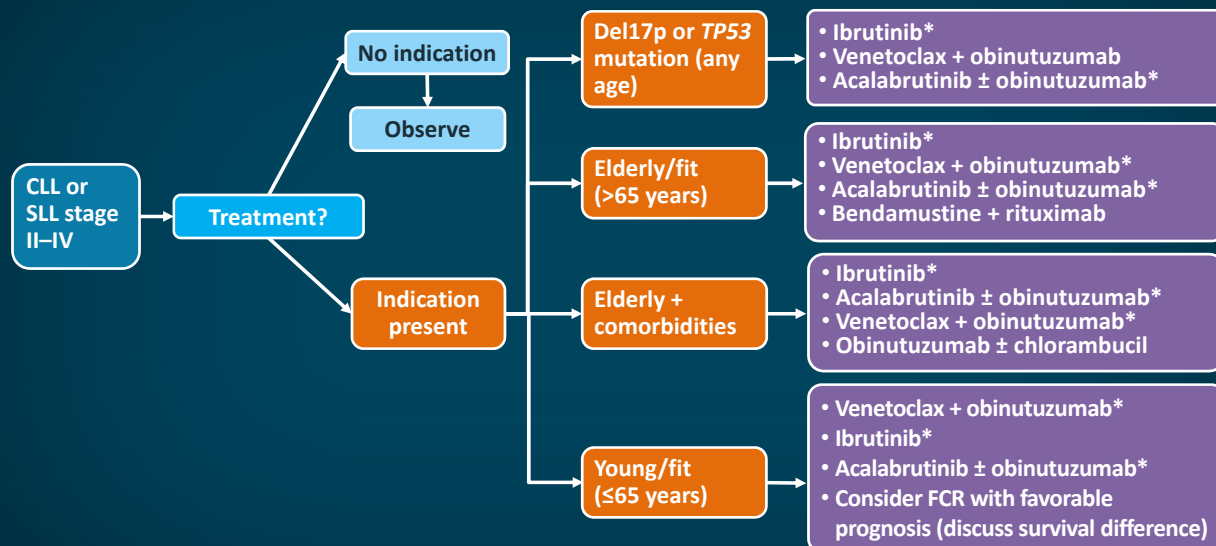 No indication
Observe
CLL or
SLL stage
II–IV
Treatment?
Indication
present
Del17p or TP53
mutation (any
age)
• Ibrutinib*
• Venetoclax + obinutuzumab
• Acalabrutinib ± obinutuzumab*
Elderly/fit
(>65 years)
• Ibrutinib*
• Venetoclax + obinutuzumab*
• Acalabrutinib ± obinutuzumab*
• Bendamustine + rituximab
Elderly +
comorbidities
• Ibrutinib*
• Acalabrutinib ± obinutuzumab*
• Venetoclax + obinutuzumab*
• Obinutuzumab ± chlorambucil
Young/fit
(≤65 years)
• Venetoclax + obinutuzumab*
• Ibrutinib*
• Acalabrutinib ± obinutuzumab*
• Consider FCR with favorable
prognosis (discuss survival difference)